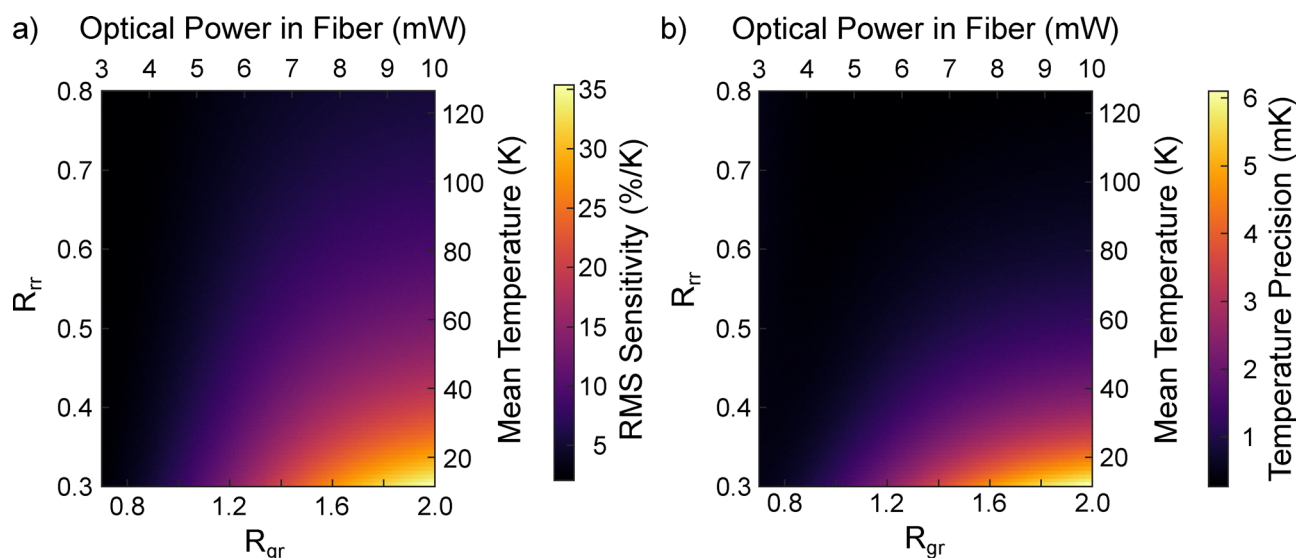 a) Optical Power in Fiber (mW)
3 4 5 6 7 8 9 10
0.8
0.7
0.6
0.5
0.4
0.3
R_rr
0.8 1.2 1.6 2.0
R_gr
120
100
80
60
40
20
Mean Temperature (K)
35
30
25
20
15
10
5
RMS Sensitivity (%/K)
b) Optical Power in Fiber (mW)
3 4 5 6 7 8 9 10
0.8
0.7
0.6
0.5
0.4
0.3
R_rr
0.8 1.2 1.6 2.0
R_gr
120
100
80
60
40
20
Mean Temperature (K)
6
5
4
3
2
1
Temperature Precision (mK)